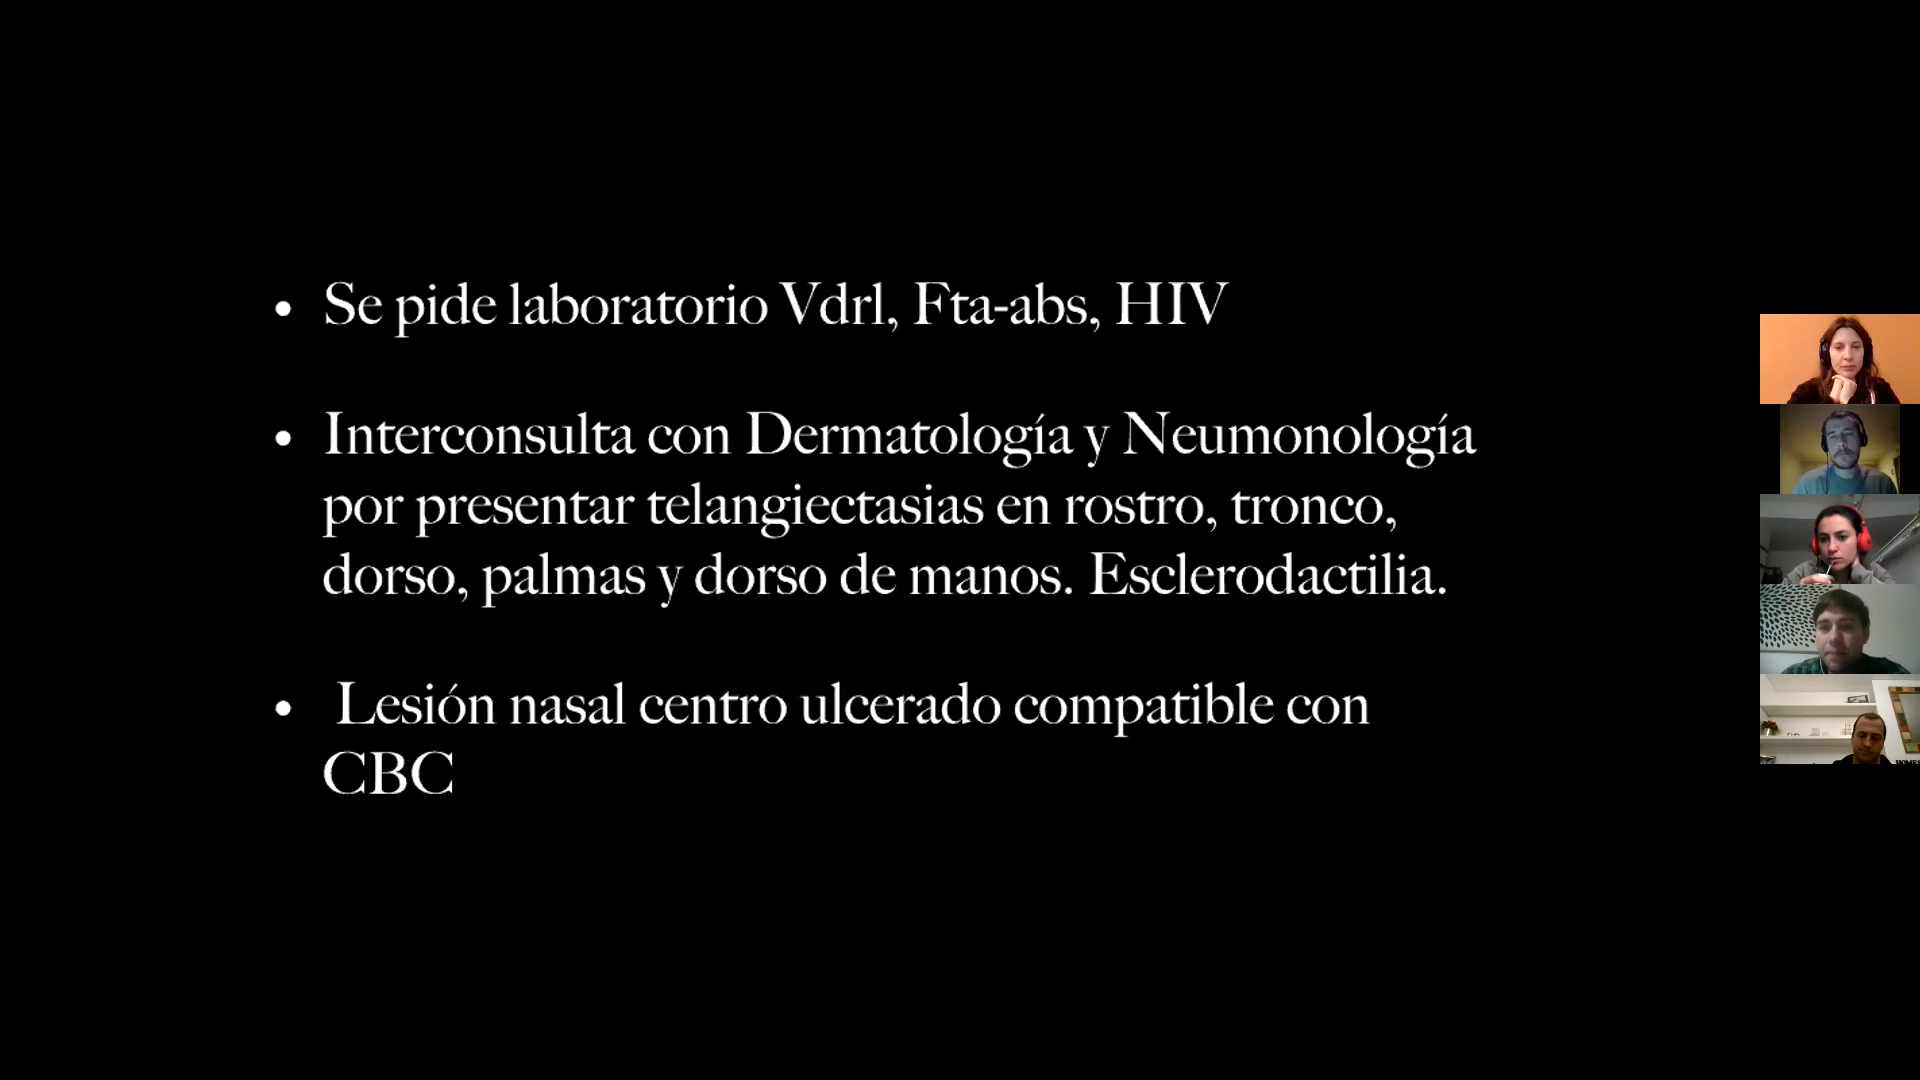 • Se pide laboratorio Vdrl, Fta-abs, HIV
• Interconsulta con Dermatología y Neumonología
por presentar telangiectasias en rostro, tronco,
dorso, palmas y dorso de manos. Esclerodactilia.
• Lesión nasal centro ulcerado compatible con
CBC